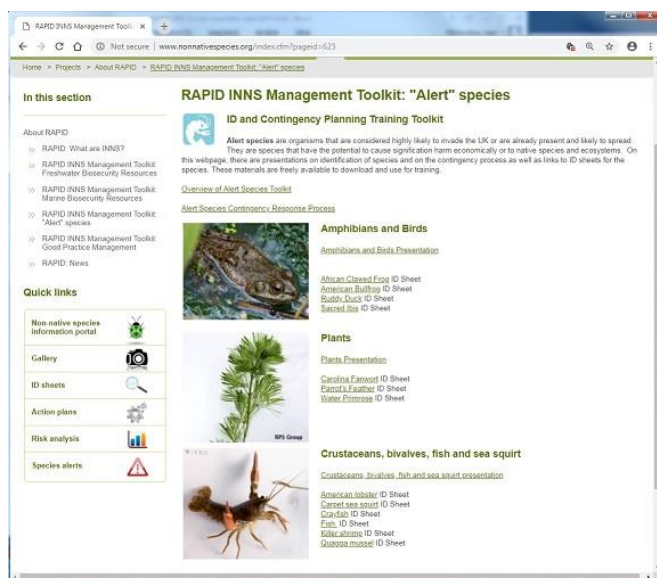 RAPID INNS Management Toolk
Not secure | www.nonnativespecies.org/index.cfm?pageid=623
Home > Projects > About RAPID > RAPID INNS Management Toolkit: "Alert" species
In this section
About RAPID
RAPID: What are INNS?
RAPID INNS Management Toolkit:
Freshwater Biosecurity Resources
RAPID INNS Management Toolkit:
Marine Biosecurity Resources
RAPID INNS Management Toolkit:
"Alert" species
RAPID INNS Management Toolkit:
Good Practice Management
RAPID: News
Quick links
Non-native species
information portal
Gallery
ID sheets
Action plans
Risk analysis
Species alerts
RAPID INNS Management Toolkit: "Alert" species
ID and Contingency Planning Training Toolkit
Alert species are organisms that are considered highly likely to invade the UK or are already present and likely to spread.
They are species that have the potential to cause signification harm economically or to native species and ecosystems. On
this webpage, there are presentations on identification of species and on the contingency process as well as links to ID sheets for the
species. These materials are freely available to download and use for training.
Overview of Alert Species Toolkit
Alert Species Contingency Response Process
Amphibians and Birds
Amphibians and Birds Presentation
African Clawed Frog ID Sheet
American Bullfrog ID Sheet
Ruddy Duck ID Sheet
Sacred Ibis ID Sheet
Plants
Plants Presentation
Carolina Fanwort ID Sheet
Parrot's Feather ID Sheet
Water Primrose ID Sheet
RPS Group
Crustaceans, bivalves, fish and sea squirt
Crustaceans, bivalves, fish and sea squirt presentation
American lobster ID Sheet
Carpet sea squirt ID Sheet
Crayfish ID Sheet
Fish ID Sheet
Killer shrimp ID Sheet
Quagga mussel ID Sheet